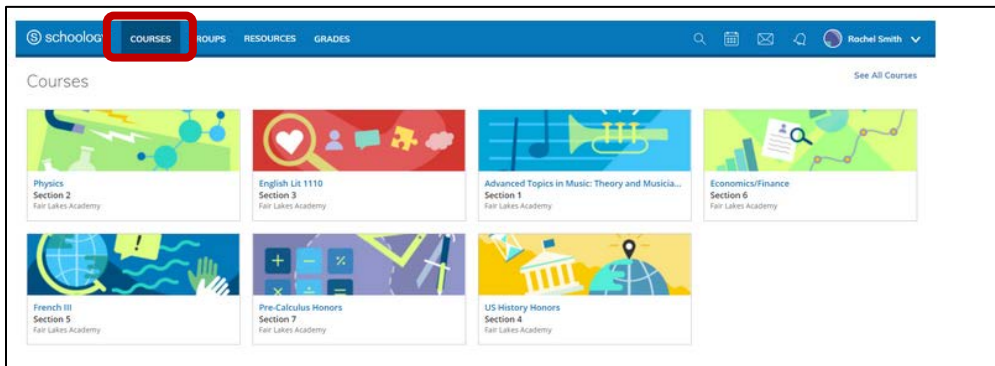 schoology COURSES GROUPS RESOURCES GRADES Rachel Smith
Courses
See All Courses
Physics
Section 2
Fair Lakes Academy
English Lit 1110
Section 3
Fair Lakes Academy
Advanced Topics in Music: Theory and Musicia...
Section 1
Fair Lakes Academy
Economics/Finance
Section 6
Fair Lakes Academy
French III
Section 5
Fair Lakes Academy
Pre-Calculus Honors
Section 7
Fair Lakes Academy
US History Honors
Section 4
Fair Lakes Academy